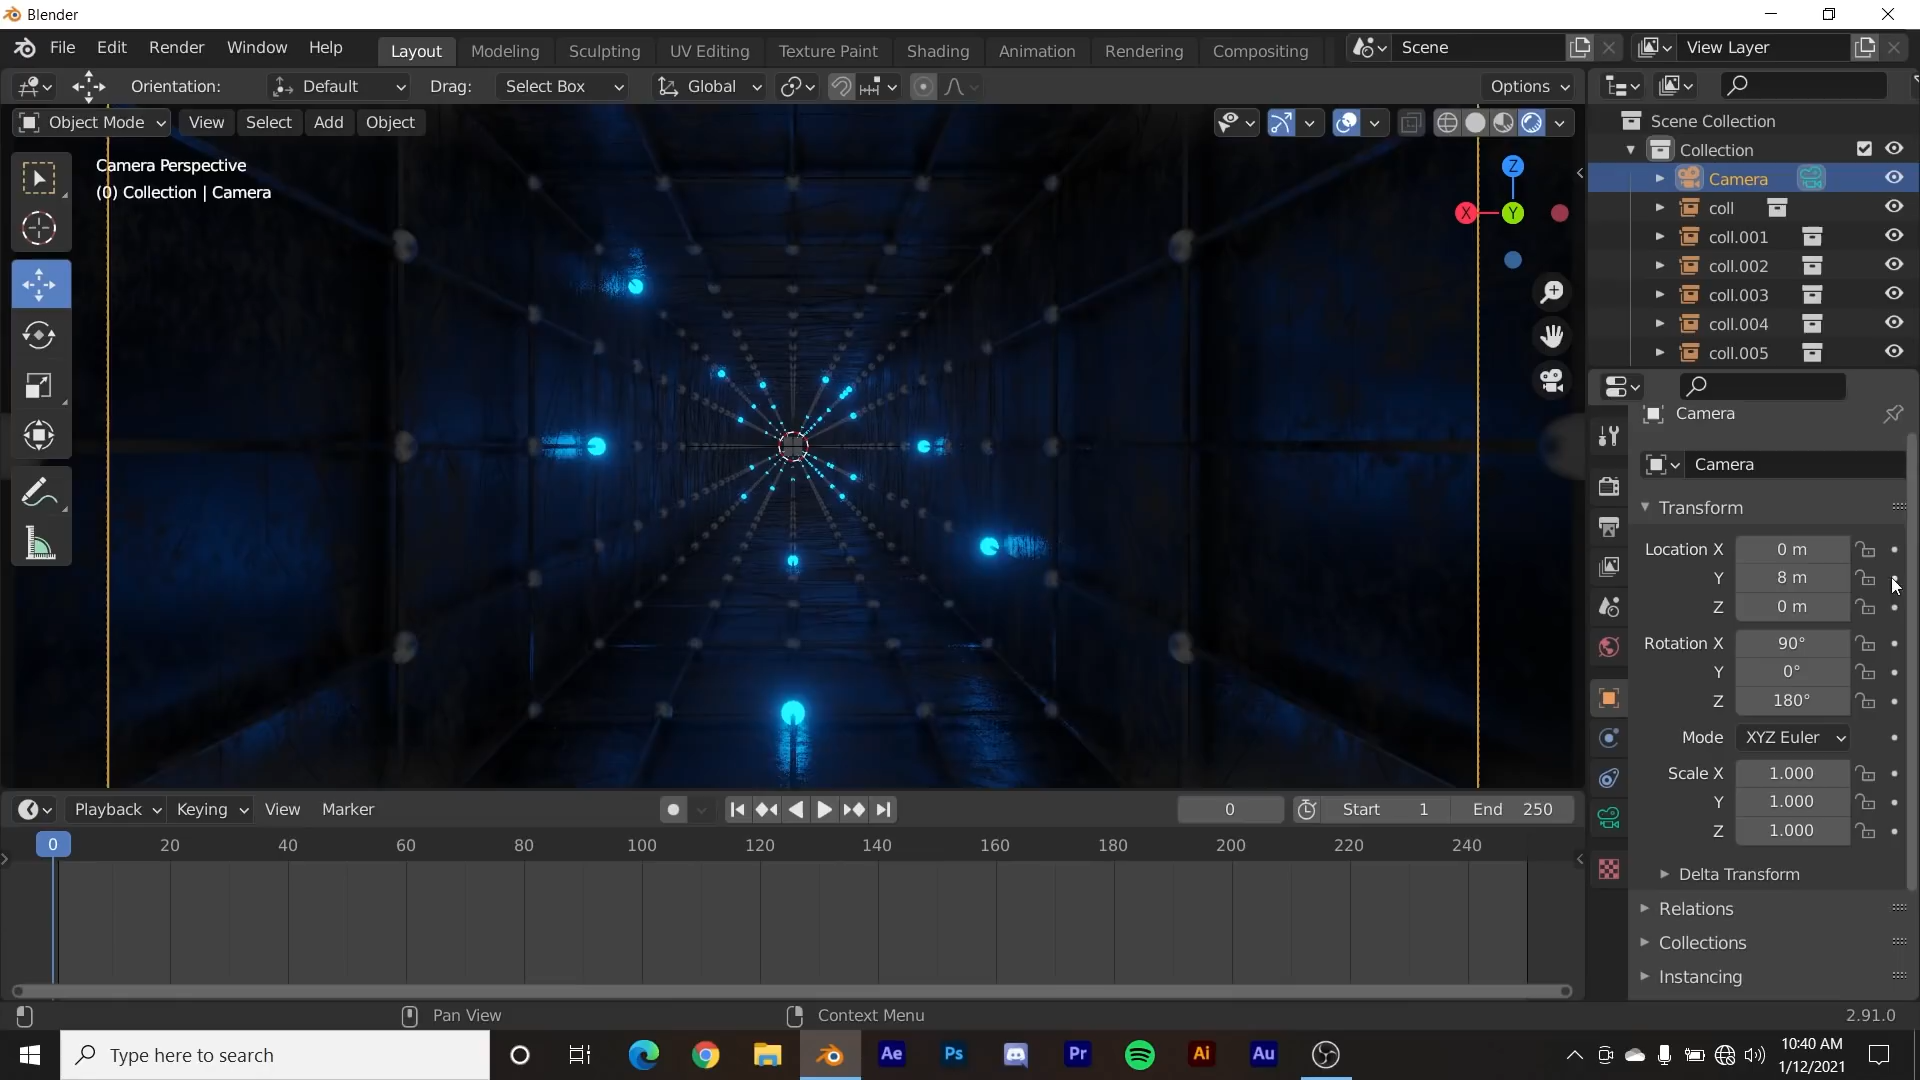 Blender
File Edit Render Window Help Layout Modeling Sculpting UV Editing Texture Paint Shading Animation Rendering Compositing Scene View Layer
Orientation: Default Drag: Select Box Global Options
Object Mode View Select Add Object
Camera Perspective
(0) Collection | Camera
Z
X
Y
Scene Collection
Collection
Camera
coll
coll.001
coll.002
coll.003
coll.004
coll.005
Camera
Camera
Transform
Location X 0 m
Y 8 m
Z 0 m
Rotation X 90°
Y 0°
Z 180°
Mode XYZ Euler
Scale X 1.000
Y 1.000
Z 1.000
Delta Transform
Relations
Collections
Instancing
Playback Keying View Marker 0 Start 1 End 250
0 20 40 60 80 100 120 140 160 180 200 220 240
Pan View Context Menu 2.91.0
Type here to search Ae Ps Pr Ai Au
10:40 AM
1/12/2021